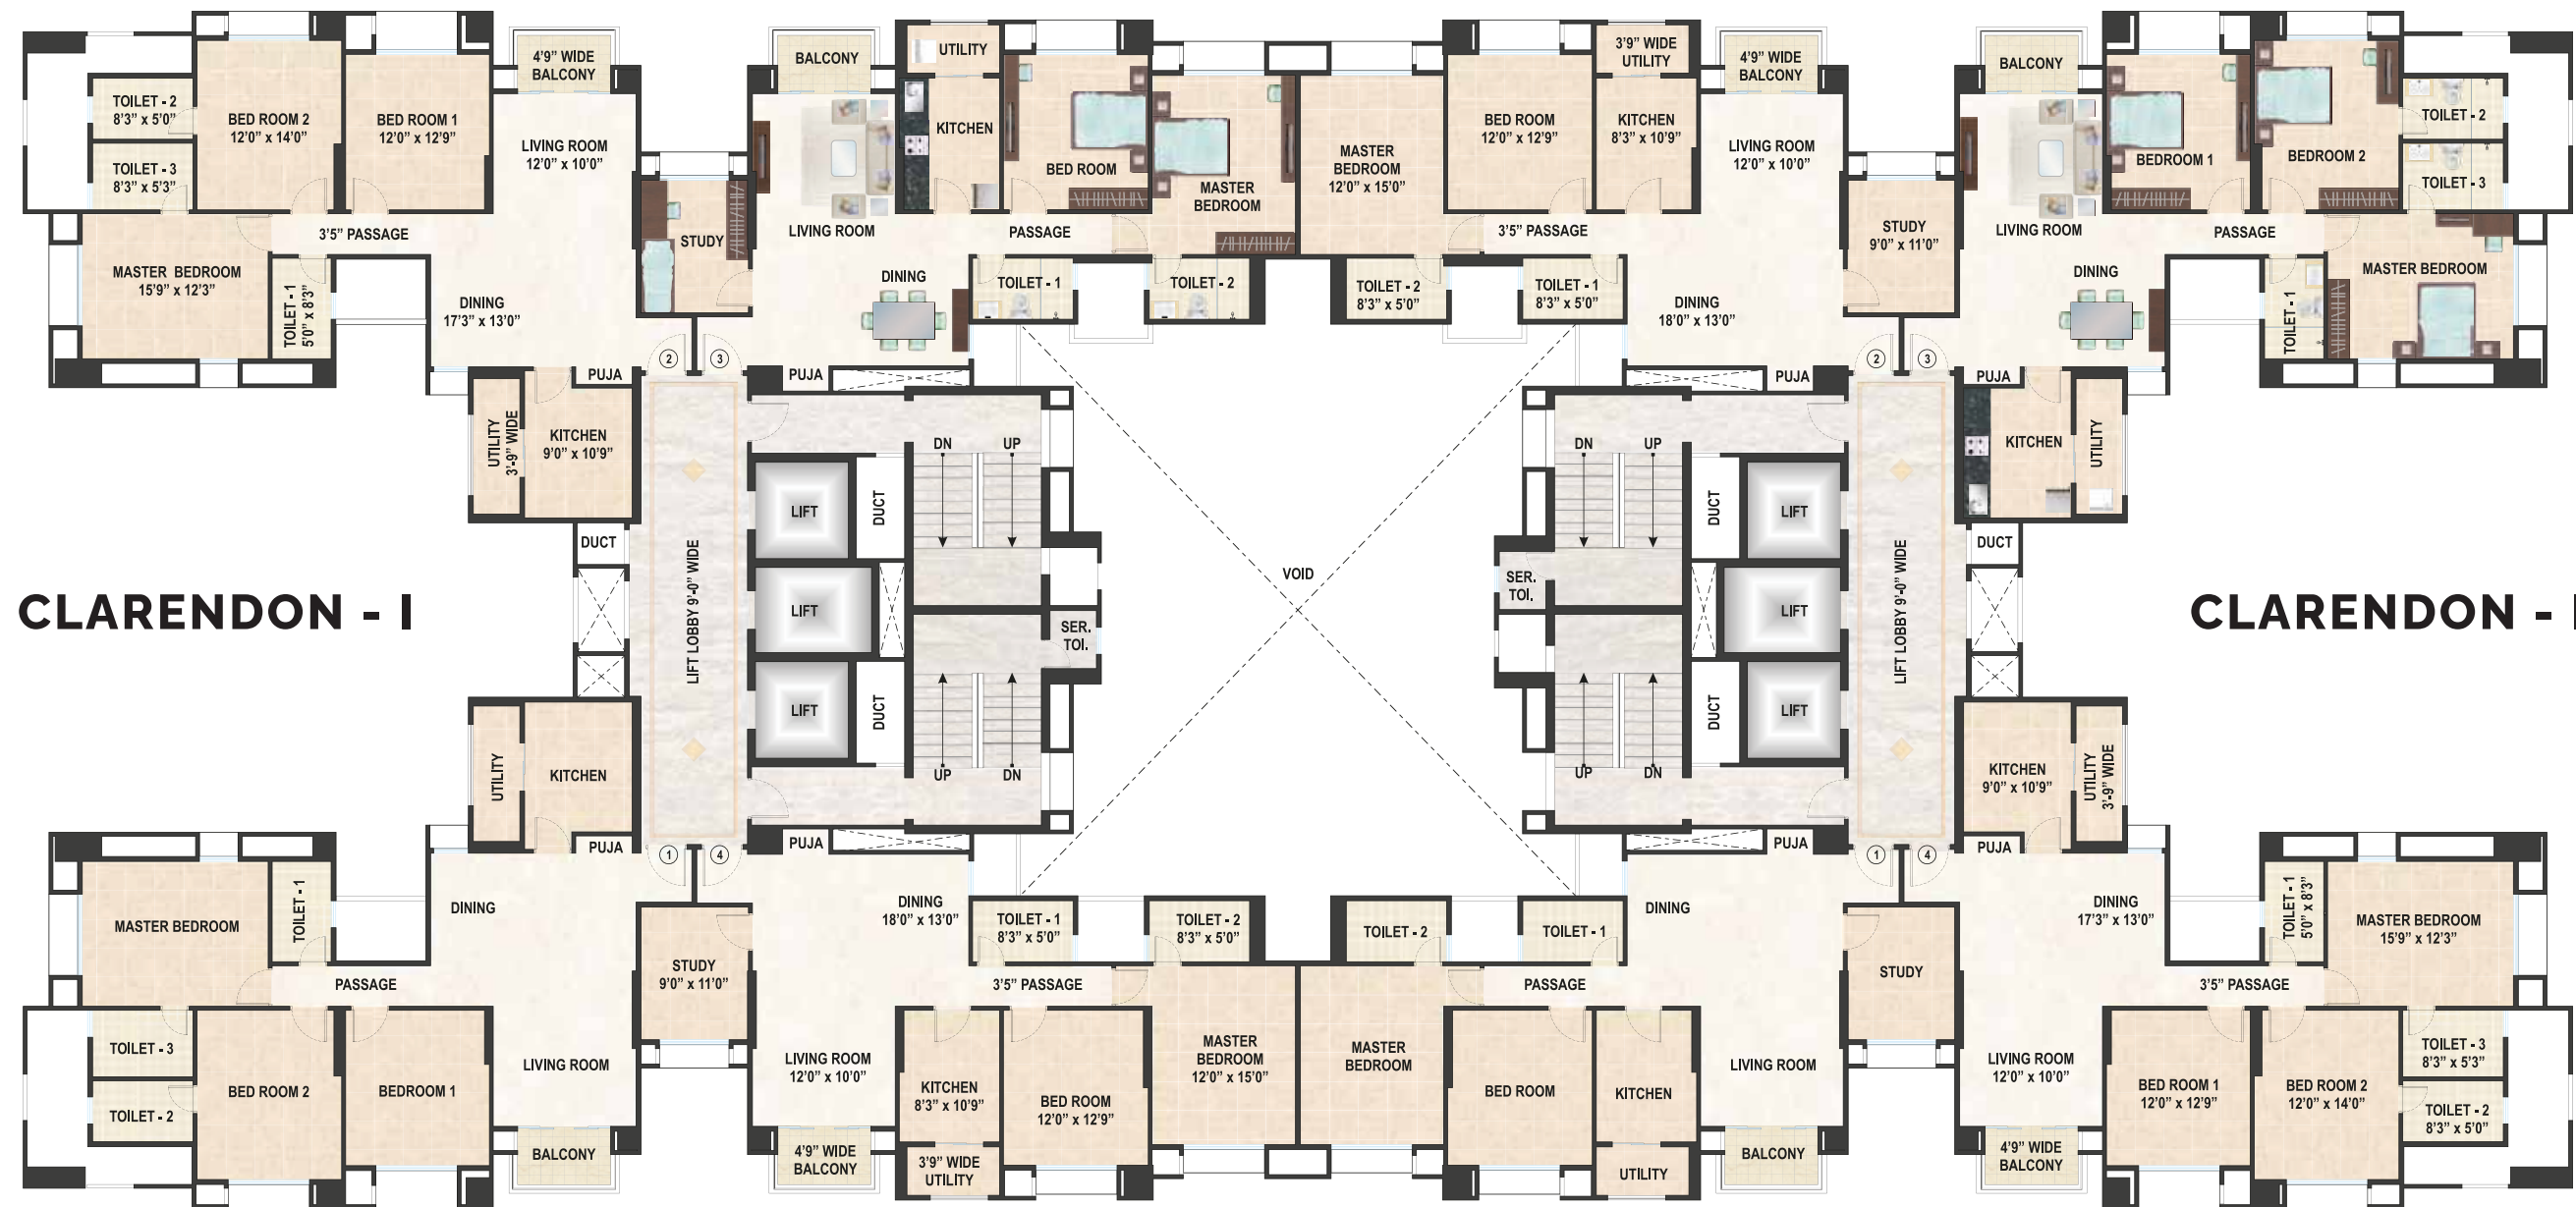 4'9" WIDE
BALCONY
TOILET - 2
8'3" x 5'0"
BED ROOM 2
12'0" x 14'0"
BED ROOM 1
12'0" x 12'9"
LIVING ROOM
12'0" x 10'0"
TOILET - 3
8'3" x 5'3"
3'5" PASSAGE
MASTER BEDROOM
15'9" x 12'3"
TOILET - 1
5'0" x 8'3"
DINING
17'3" x 13'0"
PUJA
UTILITY
3'-9" WIDE
KITCHEN
9'0" x 10'9"
2
BALCONY
UTILITY
KITCHEN
BED ROOM
MASTER
BEDROOM
STUDY
LIVING ROOM
PASSAGE
DINING
TOILET - 1
TOILET - 2
3
PUJA
MASTER
BEDROOM
12'0" x 15'0"
BED ROOM
12'0" x 12'9"
3'9" WIDE
UTILITY
KITCHEN
8'3" x 10'9"
4'9" WIDE
BALCONY
LIVING ROOM
12'0" x 10'0"
3'5" PASSAGE
STUDY
9'0" x 11'0"
TOILET - 2
8'3" x 5'0"
TOILET - 1
8'3" x 5'0"
DINING
18'0" x 13'0"
2
PUJA
BALCONY
BEDROOM 1
BEDROOM 2
TOILET - 2
TOILET - 3
LIVING ROOM
PASSAGE
DINING
MASTER BEDROOM
TOILET - 1
3
PUJA
KITCHEN
UTILITY
DUCT
LIFT LOBBY 9'-0" WIDE
LIFT
DUCT
DN
UP
LIFT
SER.
TOI.
LIFT
DUCT
UP
DN
VOID
DN
UP
DUCT
LIFT
SER.
TOI.
LIFT
DUCT
LIFT
UP
DN
LIFT LOBBY 9'-0" WIDE
DUCT
CLARENDON - I
CLARENDON - I
UTILITY
KITCHEN
PUJA
1
MASTER BEDROOM
TOILET - 1
DINING
PASSAGE
TOILET - 3
TOILET - 2
BED ROOM 2
BEDROOM 1
LIVING ROOM
BALCONY
4
PUJA
DINING
18'0" x 13'0"
TOILET - 1
8'3" x 5'0"
TOILET - 2
8'3" x 5'0"
STUDY
9'0" x 11'0"
3'5" PASSAGE
LIVING ROOM
12'0" x 10'0"
KITCHEN
8'3" x 10'9"
BED ROOM
12'0" x 12'9"
MASTER
BEDROOM
12'0" x 15'0"
4'9" WIDE
BALCONY
3'9" WIDE
UTILITY
PUJA
1
TOILET - 2
TOILET - 1
DINING
STUDY
PASSAGE
MASTER
BEDROOM
BED ROOM
KITCHEN
LIVING ROOM
BALCONY
UTILITY
KITCHEN
9'0" x 10'9"
UTILITY
3'-9" WIDE
4
PUJA
DINING
17'3" x 13'0"
TOILET - 1
5'0" x 8'3"
MASTER BEDROOM
15'9" x 12'3"
3'5" PASSAGE
LIVING ROOM
12'0" x 10'0"
BED ROOM 1
12'0" x 12'9"
BED ROOM 2
12'0" x 14'0"
TOILET - 3
8'3" x 5'3"
TOILET - 2
8'3" x 5'0"
4'9" WIDE
BALCONY